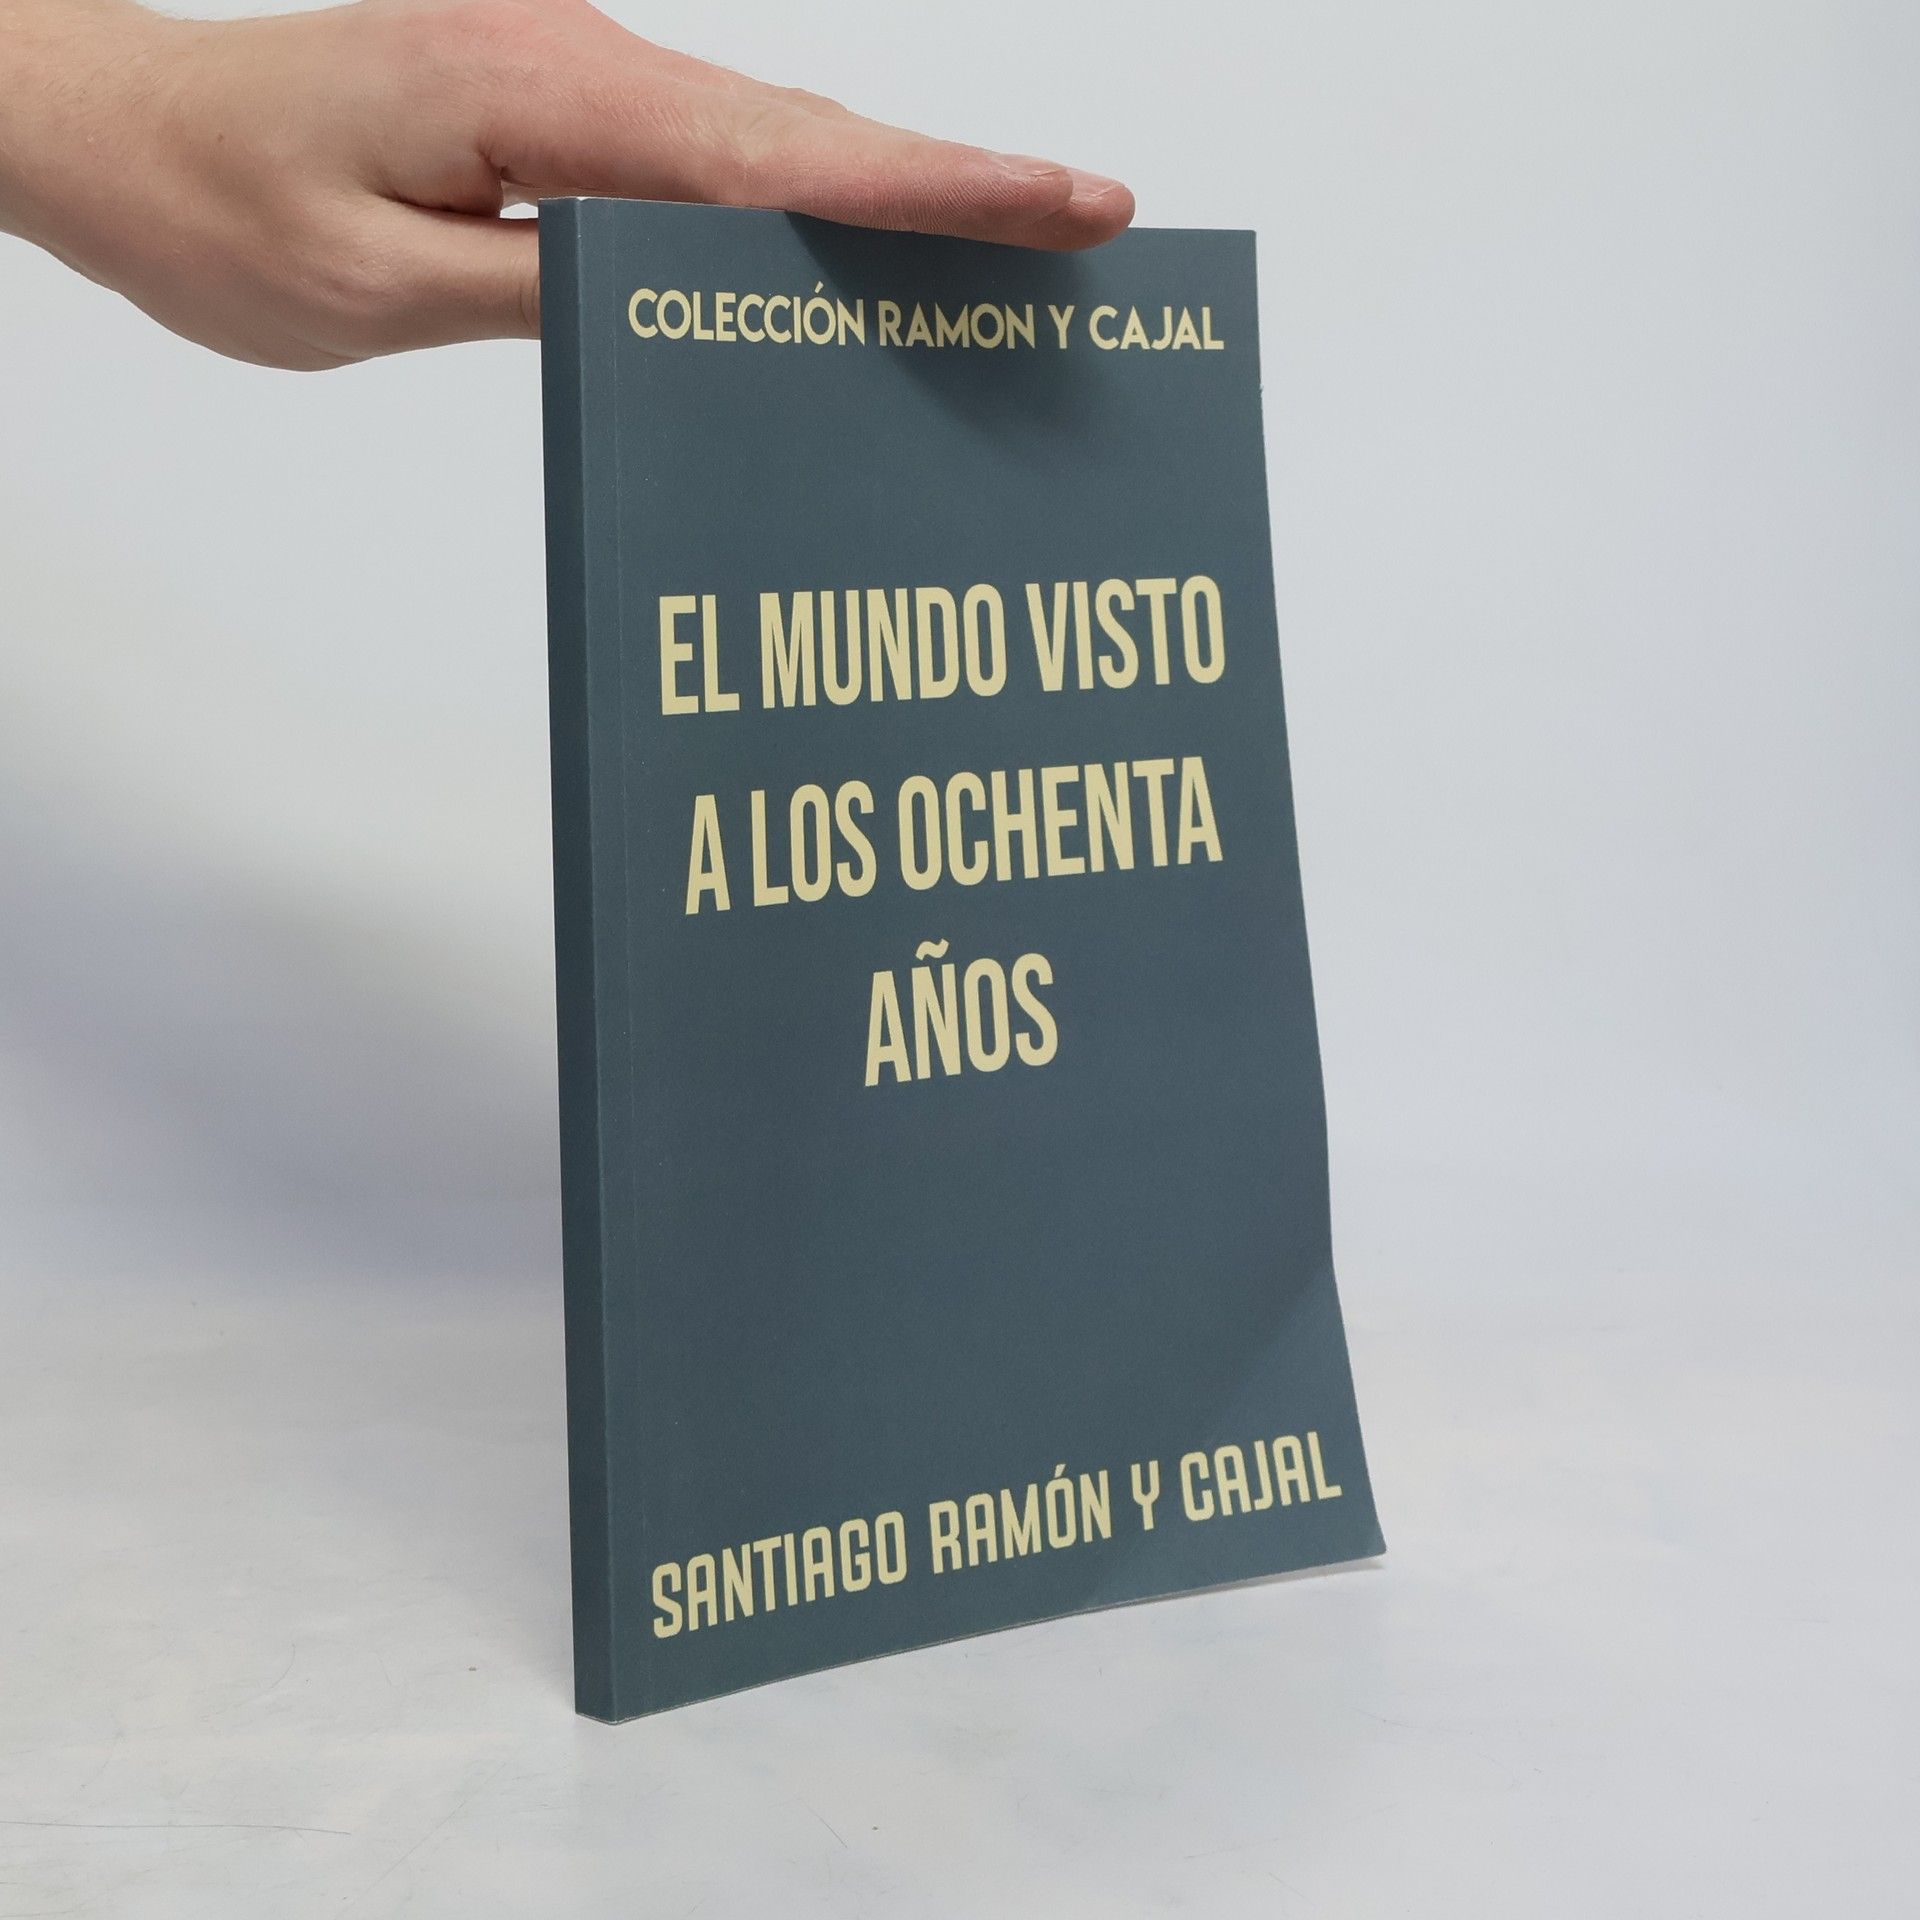 COLECCIÓN RAMON Y CAJAL
EL MUNDO VISTO
A LOS OCHENTA
AÑOS
SANTIAGO RAMÓN Y CAJAL